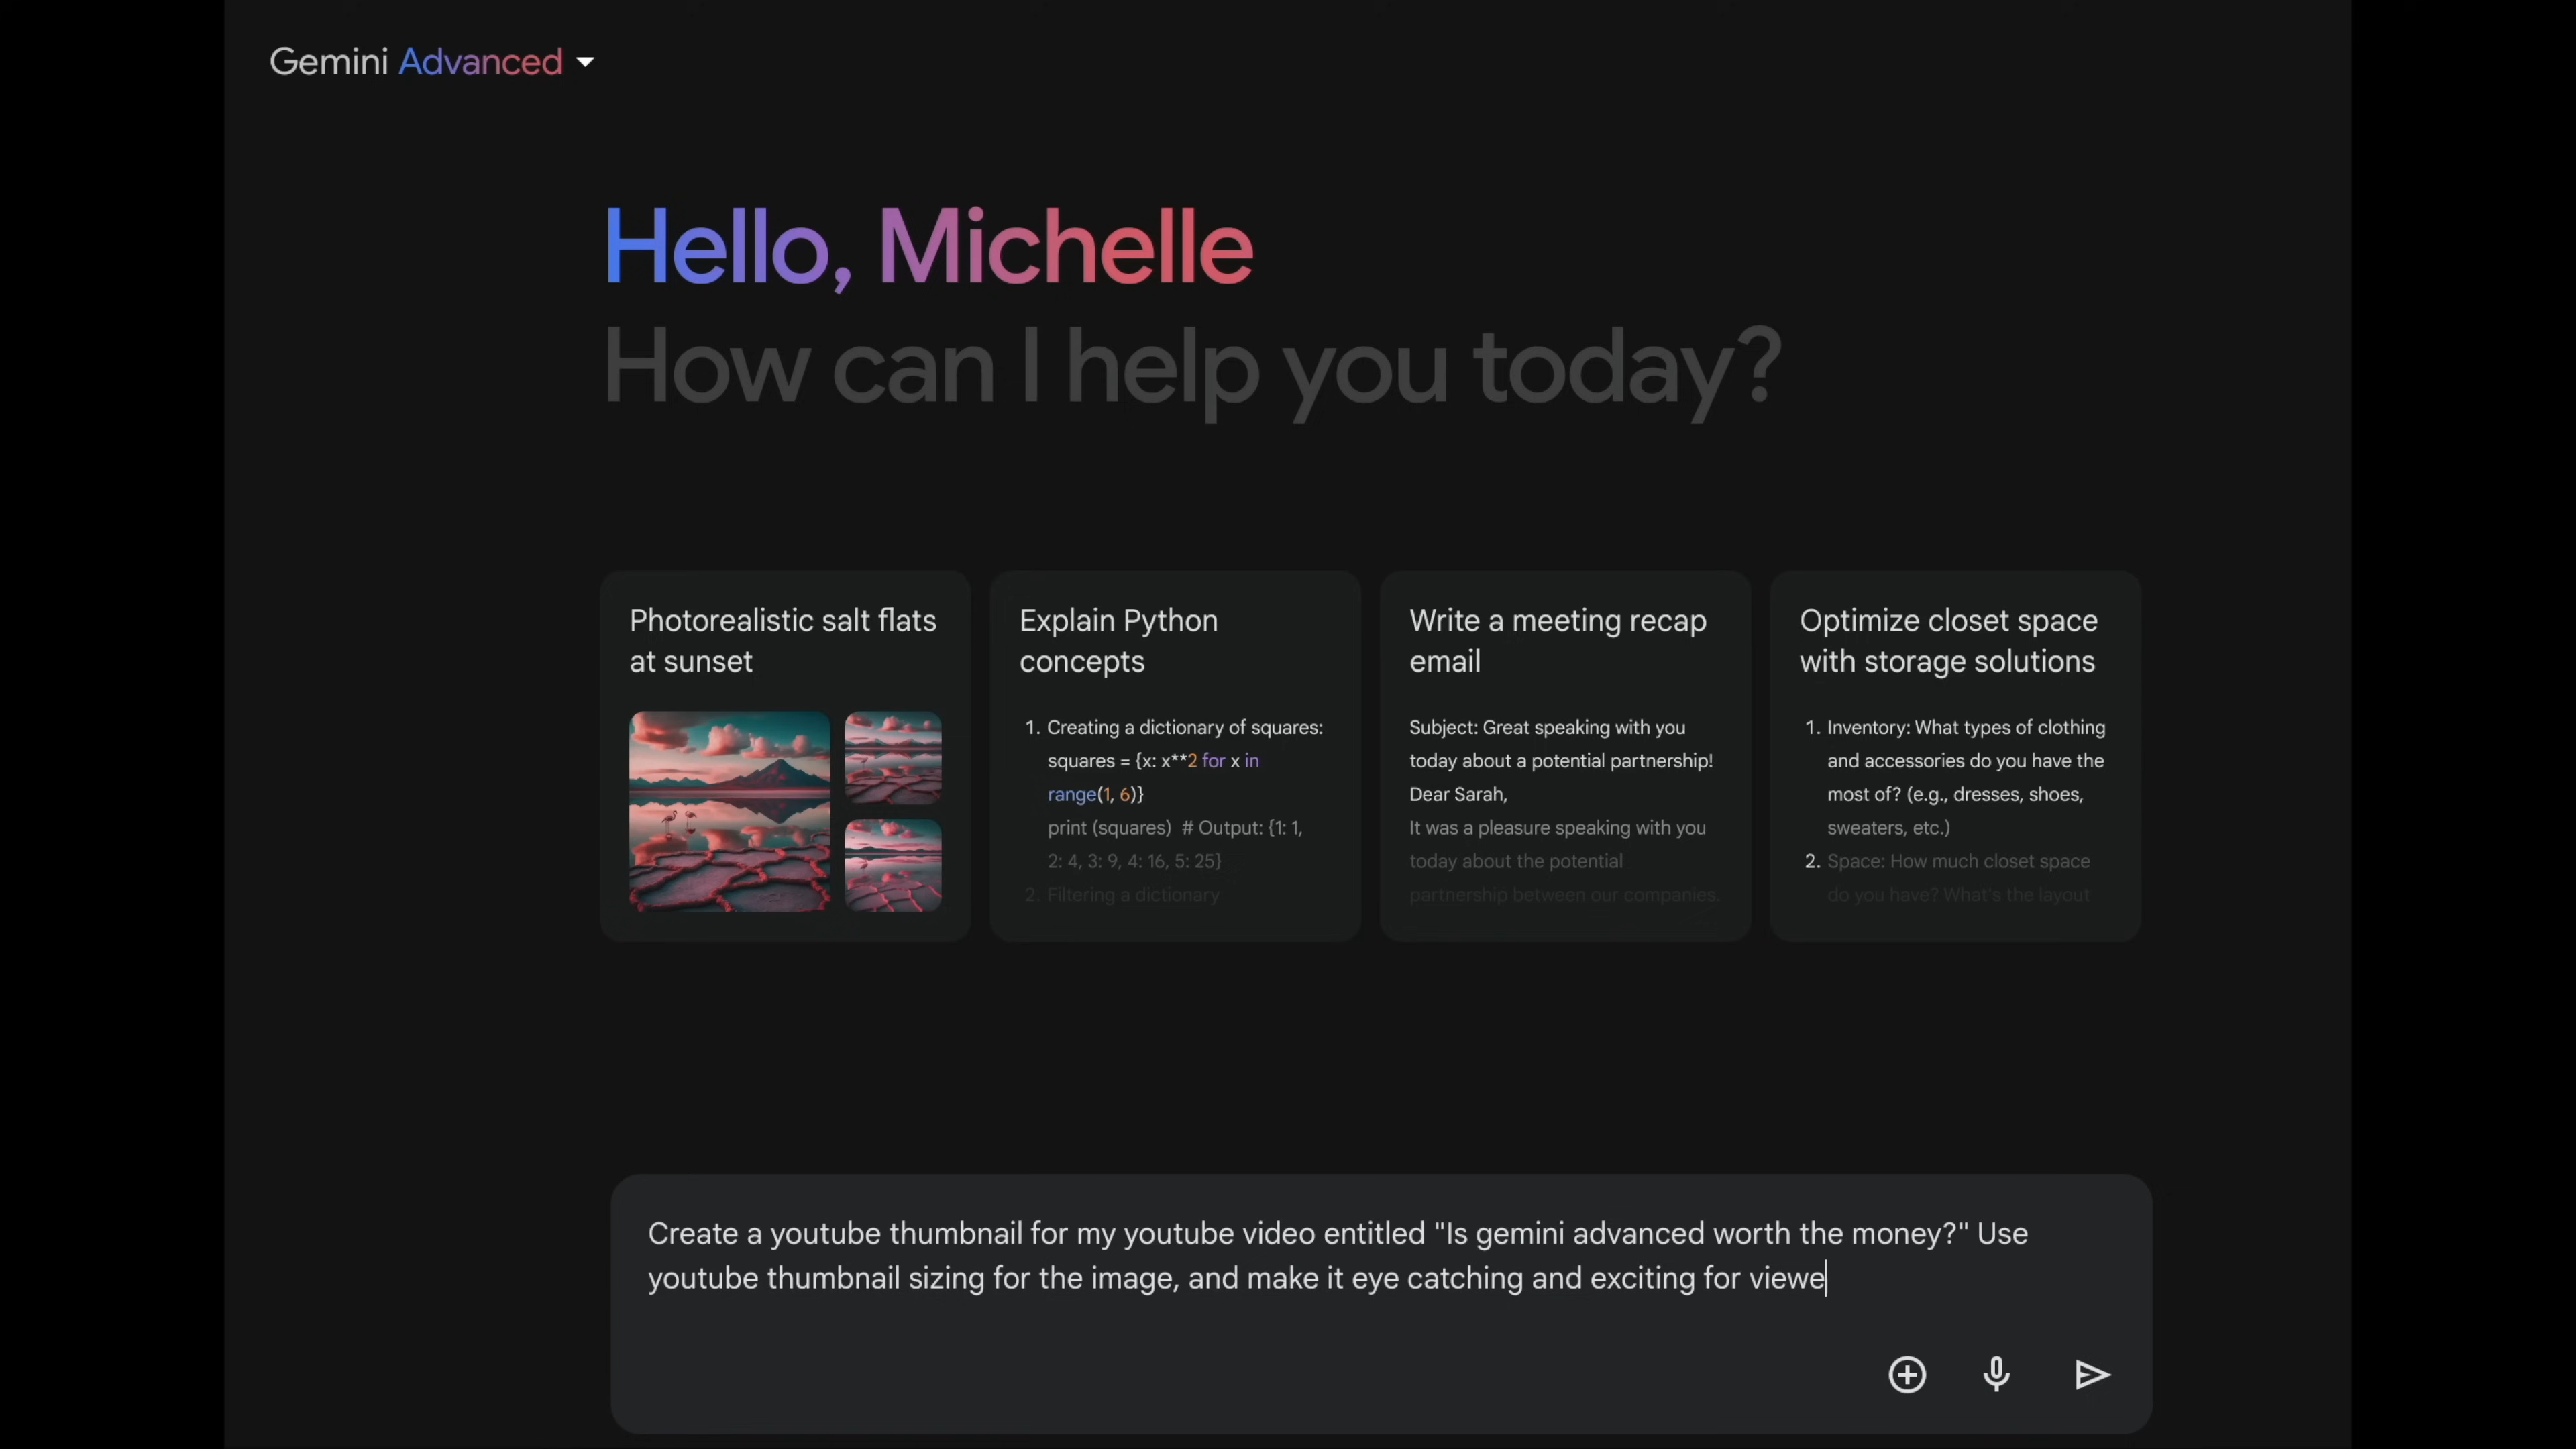 Gemini Advanced
Hello, Michelle
How can I help you today?
Photorealistic salt flats
at sunset
Explain Python
concepts
1. Creating a dictionary of squares:
squares = {x: x**2 for x in
range(1, 6)}
print (squares) # Output: {1: 1,
2: 4, 3: 9, 4: 16, 5: 25}
2. Filtering a dictionary
Write a meeting recap
email
Subject: Great speaking with you
today about a potential partnership!
Dear Sarah,
It was a pleasure speaking with you
today about the potential
partnership between our companies.
Optimize closet space
with storage solutions
1. Inventory: What types of clothing
and accessories do you have the
most of? (e.g., dresses, shoes,
sweaters, etc.)
2. Space: How much closet space
do you have? What's the layout
Create a youtube thumbnail for my youtube video entitled "Is gemini advanced worth the money?" Use
youtube thumbnail sizing for the image, and make it eye catching and exciting for viewe